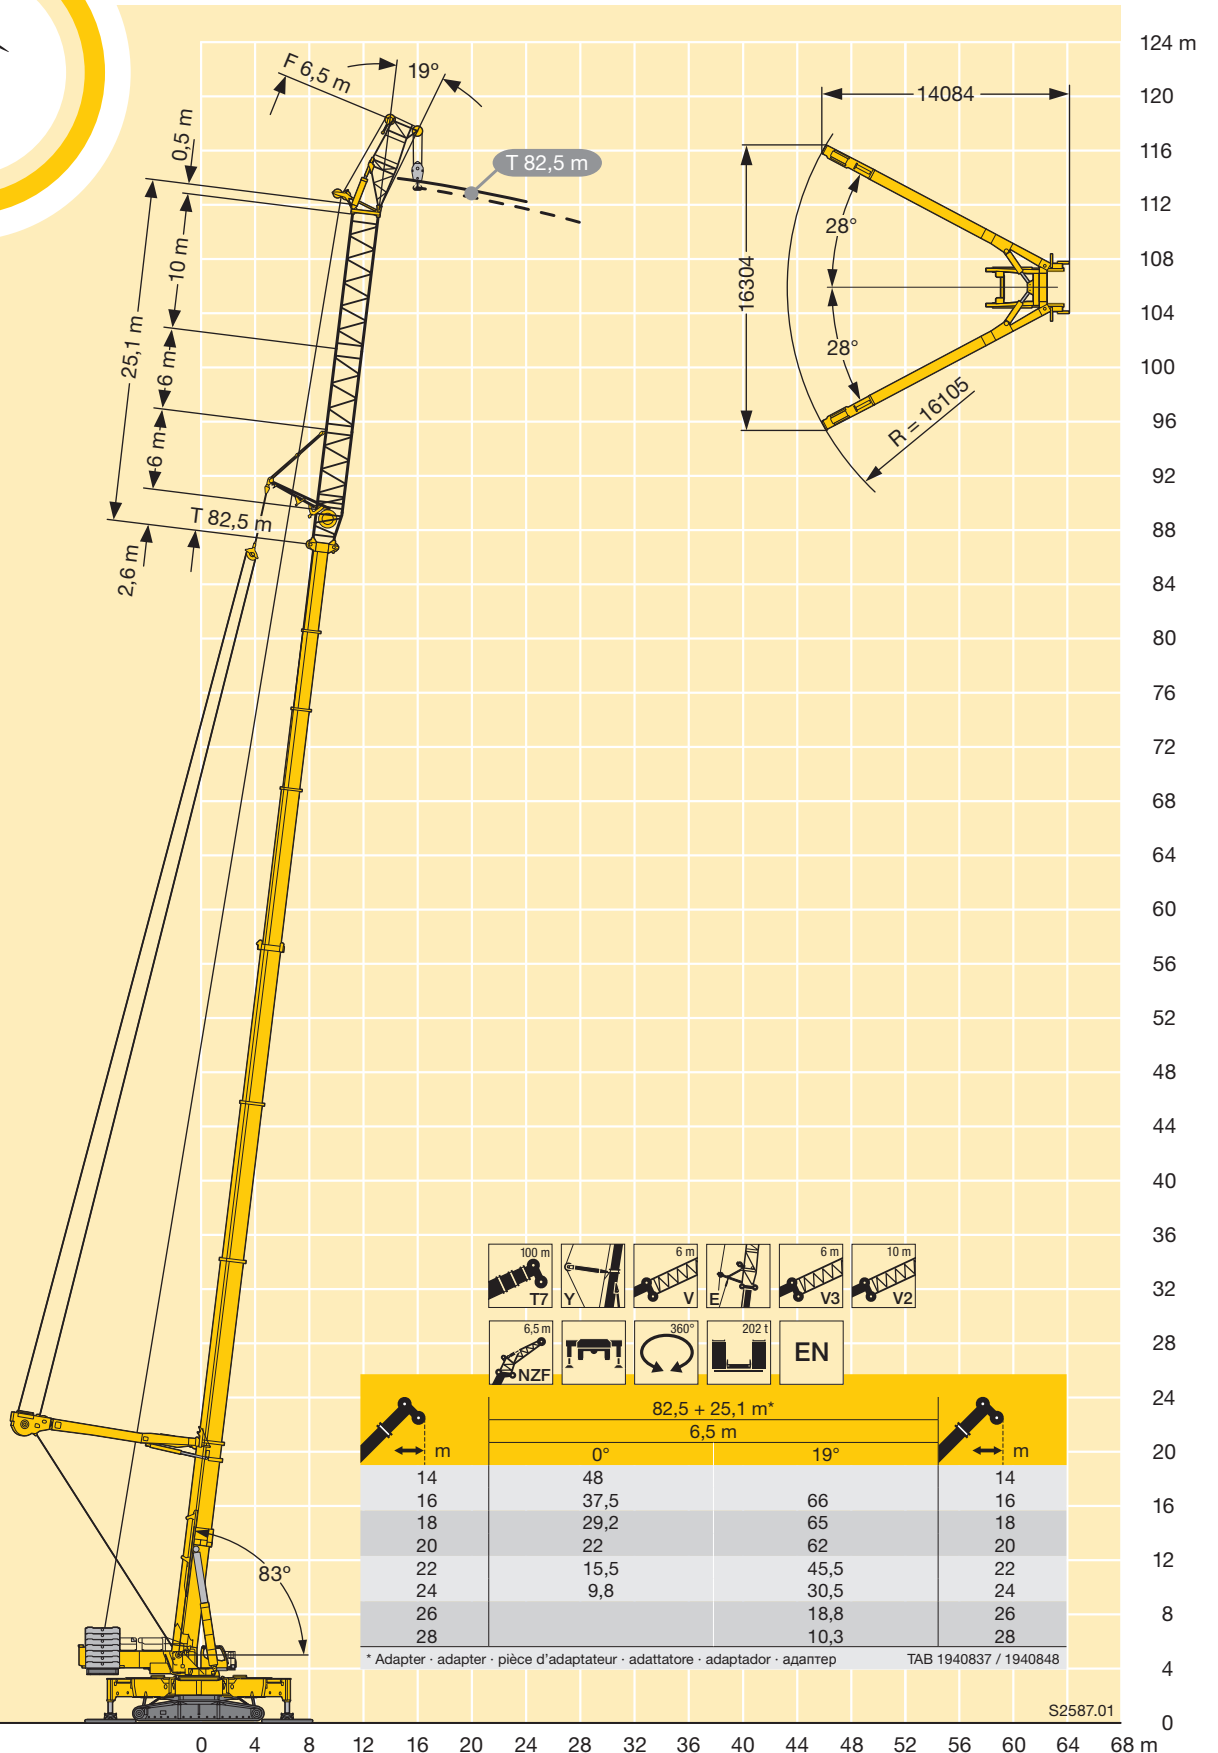 124 m
120
116
112
108
104
100
96
92
88
84
80
76
72
68
64
60
56
52
48
44
40
36
32
28
24
20
16
12
8
4
0
F 6,5 m
19°
0,5 m
10 m
25,1 m
6 m
6 m
T 82,5 m
2,6 m
T 82,5 m
14084
16304
28°
28°
R = 16105
83°
100 m
T7
Y
6 m
V
E
6 m
V3
10 m
V2
6,5 m
NZF
360°
202 t
EN
82,5 + 25,1 m*
6,5 m
m 0° 19° m
14 48 14
16 37,5 66 16
18 29,2 65 18
20 22 62 20
22 15,5 45,5 22
24 9,8 30,5 24
26 18,8 26
28 10,3 28
* Adapter · adapter · pièce d'adaptateur · adattatore · adaptador · адаптер TAB 1940837 / 1940848
S2587.01
0 4 8 12 16 20 24 28 32 36 40 44 48 52 56 60 64 68 m